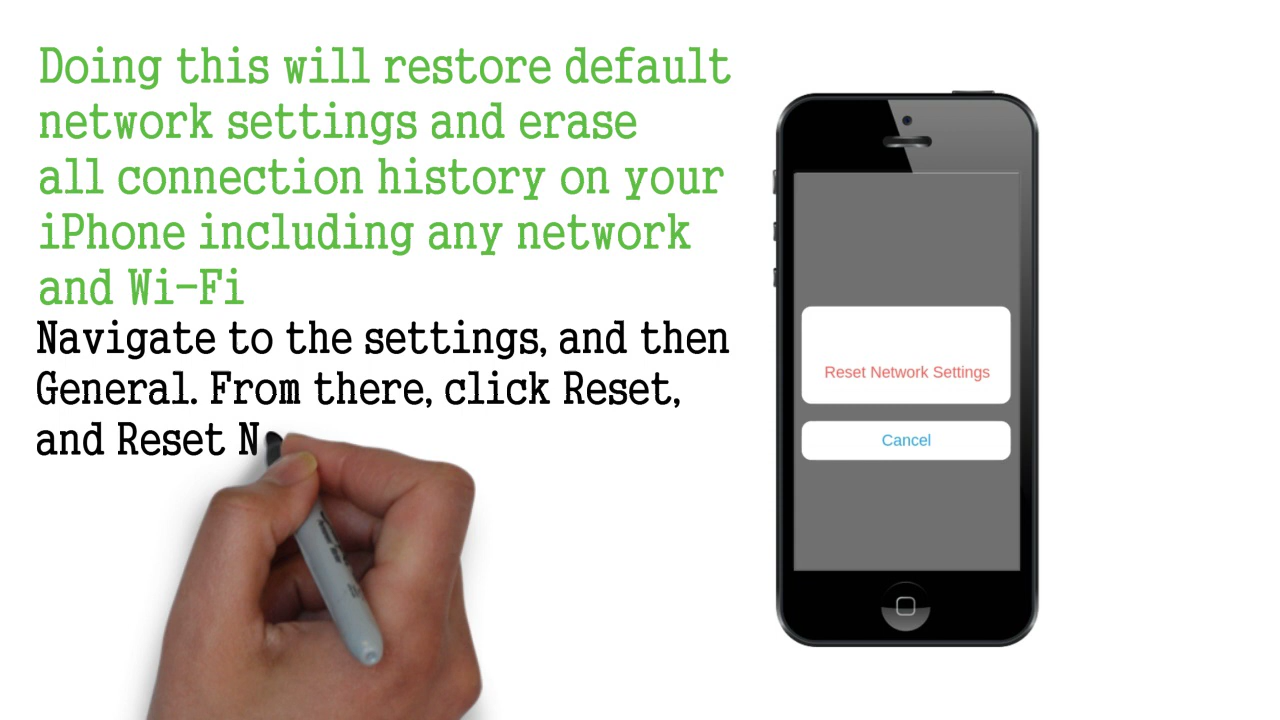 Doing this will restore default
network settings and erase
all connection history on your
iPhone including any network
and Wi-Fi
Navigate to the settings, and then
General. From there, click Reset,
and Reset N
Reset Network Settings
Cancel